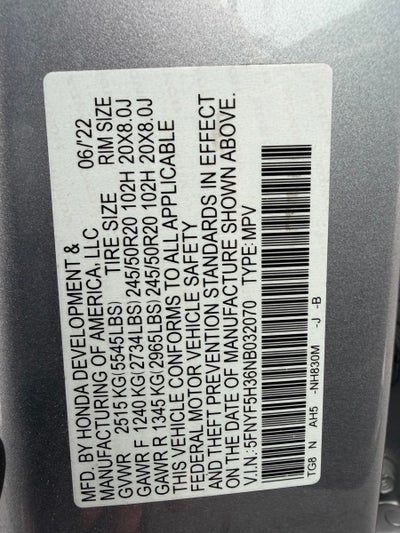 MFD. BY HONDA DEVELOPMENT &
MANUFACTURING OF AMERICA, LLC 06/'22
TIRE SIZE RIM SIZE
GVWR 2515 KG(5545LBS)
GAWR F 1240 KG(2734LBS) 245/50R20 102H 20X8.0J
GAWR R 1345 KG(2965LBS) 245/50R20 102H 20X8.0J
THIS VEHICLE CONFORMS TO ALL APPLICABLE
FEDERAL MOTOR VEHICLE SAFETY
AND THEFT PREVENTION STANDARDS IN EFFECT
ON THE DATE OF MANUFACTURE SHOWN ABOVE.
V.I.N.: 5FNYF5H36NB032070 TYPE: MPV
TG8 N AH5 -NH830M -J -B